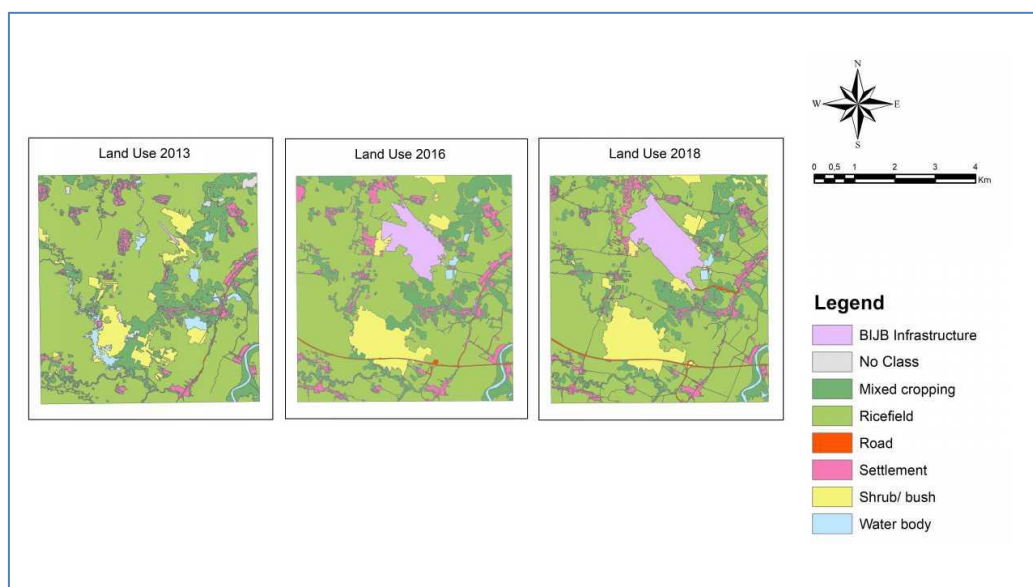 Land Use 2013
Land Use 2016
Land Use 2018
N
W E
S
0 0,5 1 2 3 4
Km
Legend
BIJB Infrastructure
No Class
Mixed cropping
Ricefield
Road
Settlement
Shrub/ bush
Water body